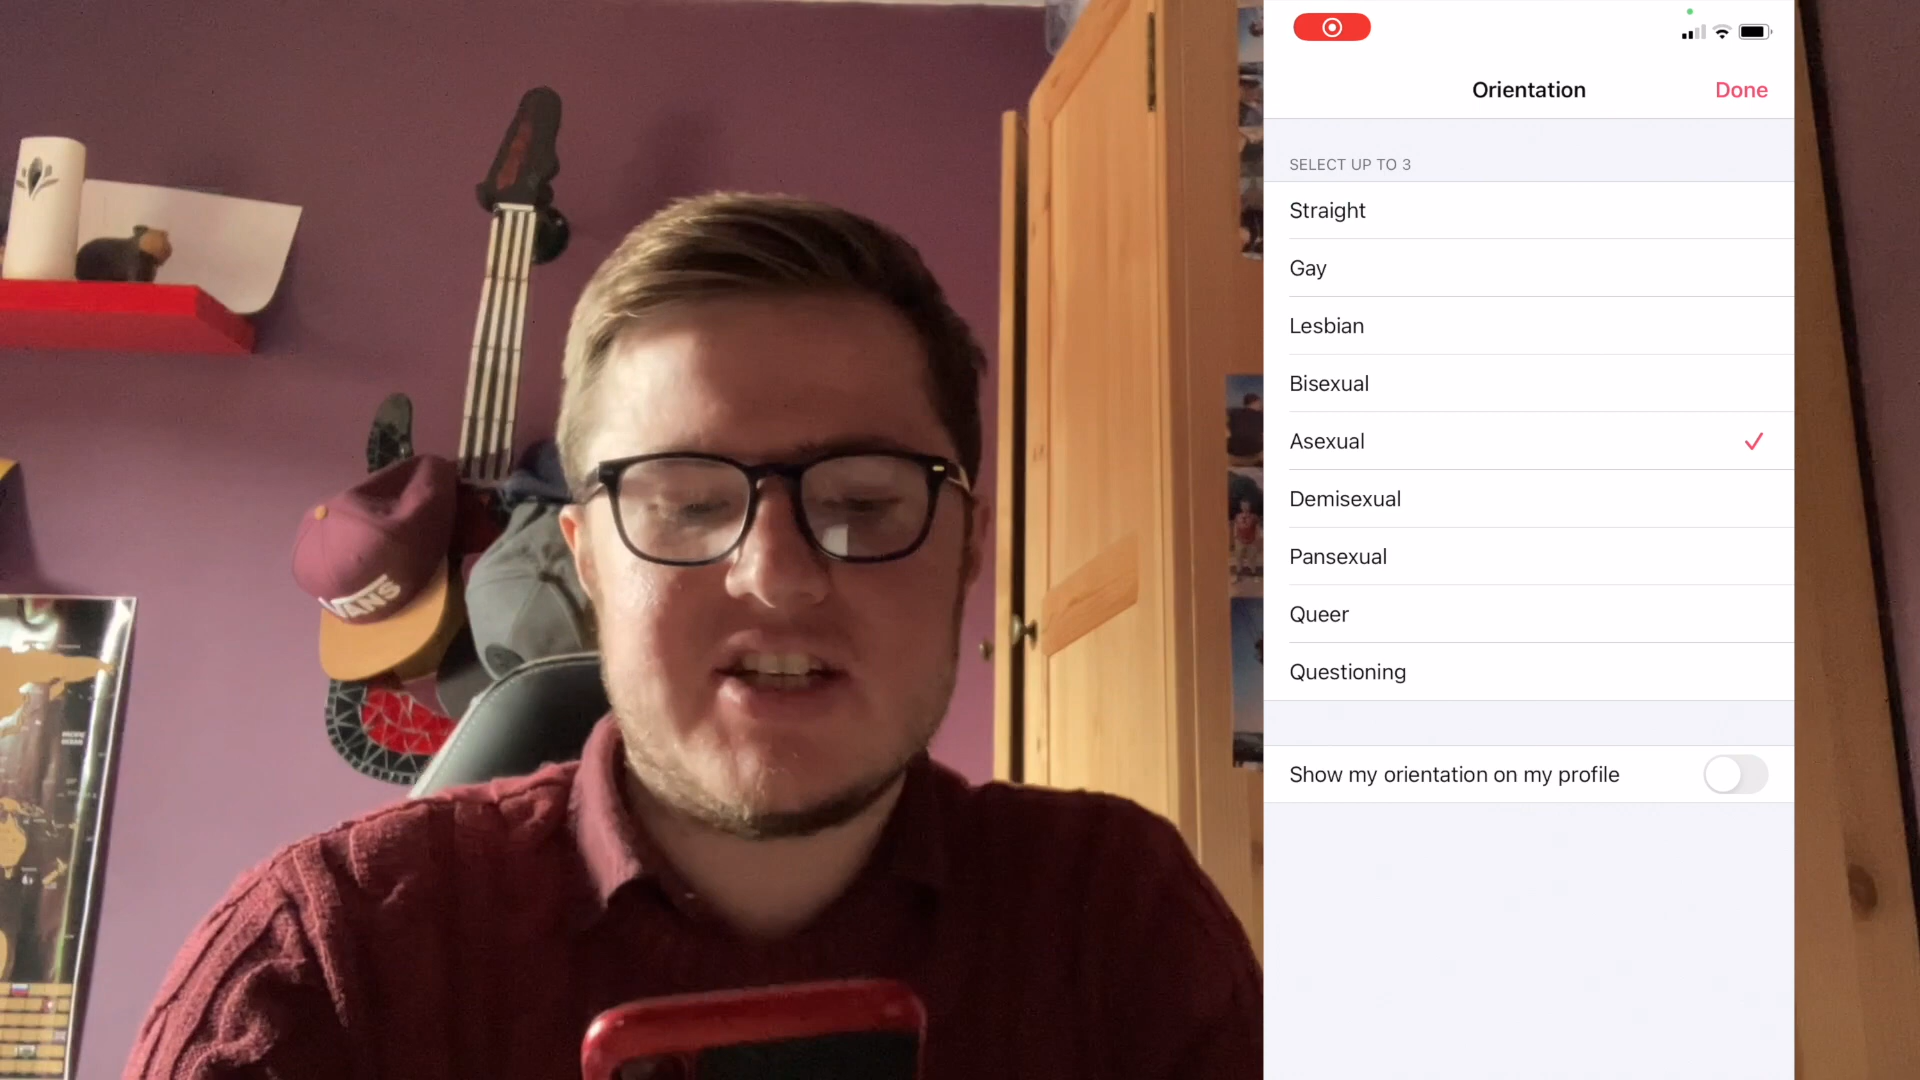 Orientation
Done
SELECT UP TO 3
Straight
Gay
Lesbian
Bisexual
Asexual
Demisexual
Pansexual
Queer
Questioning
Show my orientation on my profile
VANS